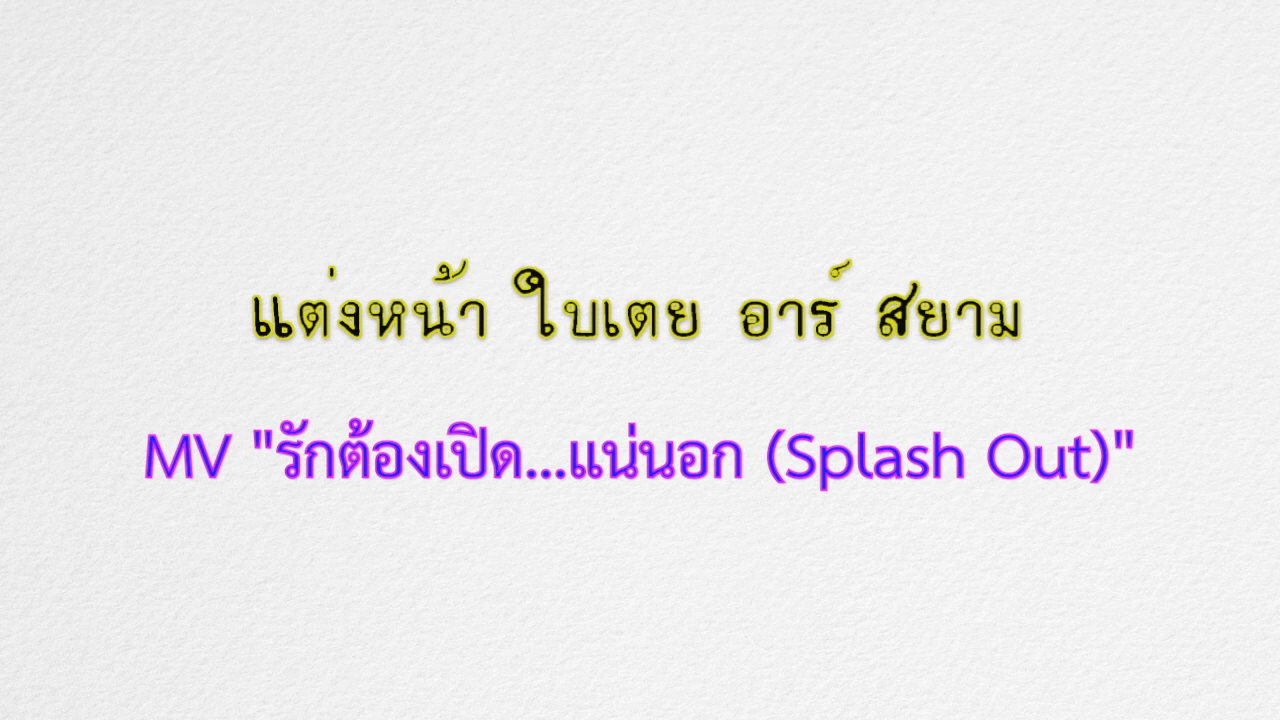 แต่งหน้า ใบเตย อาร์ สยาม
MV "รักต้องเปิด...แน่นอก (Splash Out)"